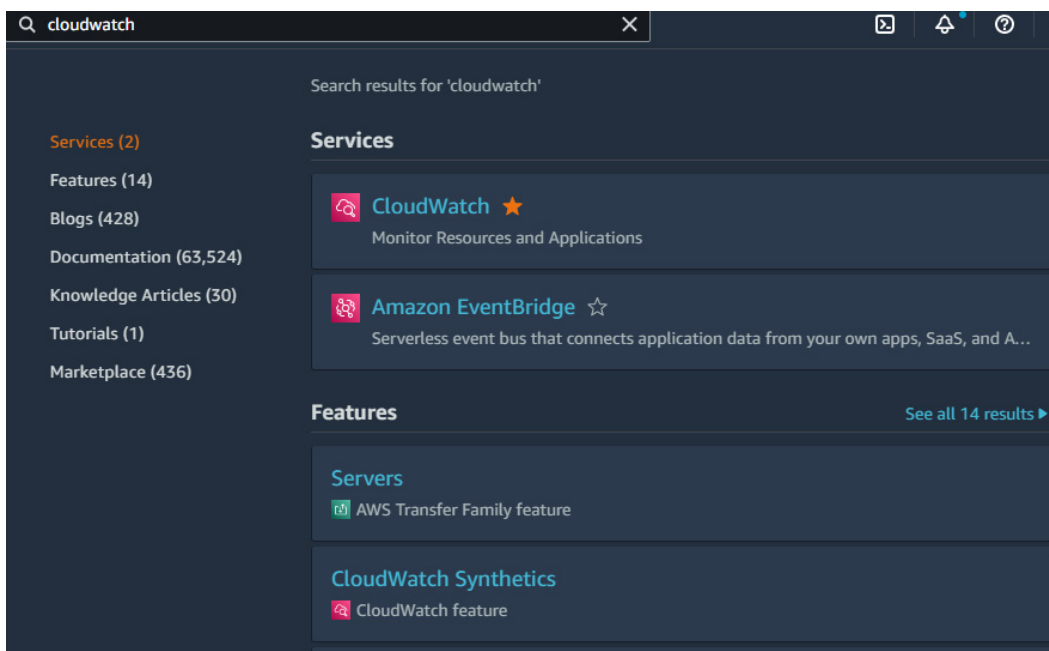 cloudwatch
Search results for 'cloudwatch'
Services (2)
Features (14)
Blogs (428)
Documentation (63,524)
Knowledge Articles (30)
Tutorials (1)
Marketplace (436)
Services
CloudWatch
Monitor Resources and Applications
Amazon EventBridge
Serverless event bus that connects application data from your own apps, SaaS, and A...
Features
See all 14 results
Servers
AWS Transfer Family feature
CloudWatch Synthetics
CloudWatch feature